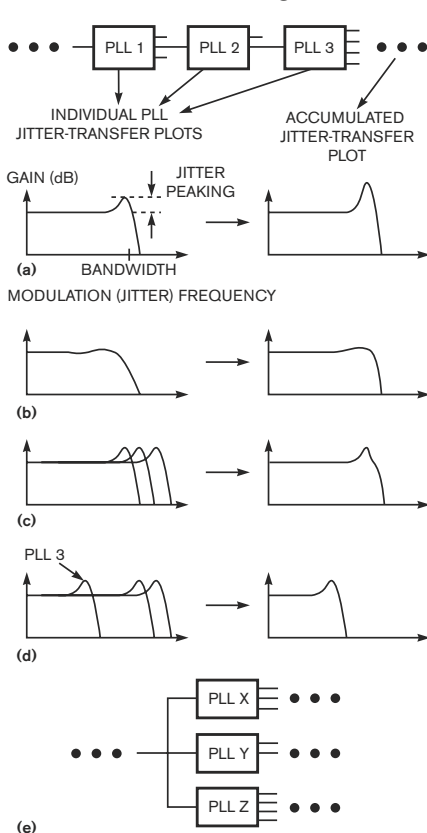 PLL 1 PLL 2 PLL 3
INDIVIDUAL PLL
JITTER-TRANSFER PLOTS
ACCUMULATED
JITTER-TRANSFER
PLOT
GAIN (dB)
JITTER
PEAKING
(a)
BANDWIDTH
MODULATION (JITTER) FREQUENCY
(b)
(c)
PLL 3
(d)
PLL X
PLL Y
PLL Z
(e)